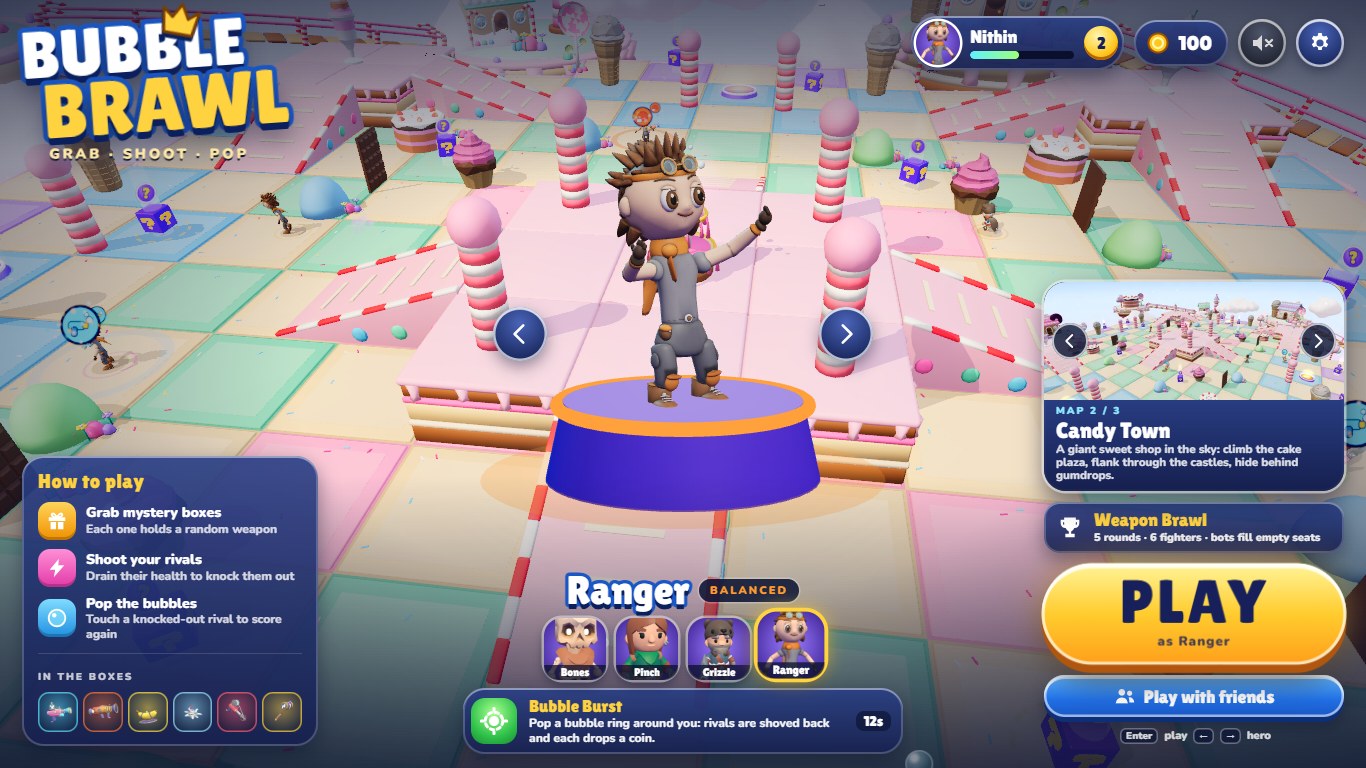 BUBBLE
BRAWL
GRAB · SHOOT · POP
Nithin
2
100
How to play
Grab mystery boxes
Each one holds a random weapon
Shoot your rivals
Drain their health to knock them out
Pop the bubbles
Touch a knocked-out rival to score
again
IN THE BOXES
Ranger
BALANCED
Bones
Pinch
Grizzle
Ranger
Bubble Burst
Pop a bubble ring around you: rivals are shoved back
and each drops a coin.
12s
MAP 2 / 3
Candy Town
A giant sweet shop in the sky: climb the cake
plaza, flank through the castles, hide behind
gumdrops.
Weapon Brawl
5 rounds · 6 fighters · bots fill empty seats
PLAY
as Ranger
Play with friends
Enter play ← → hero